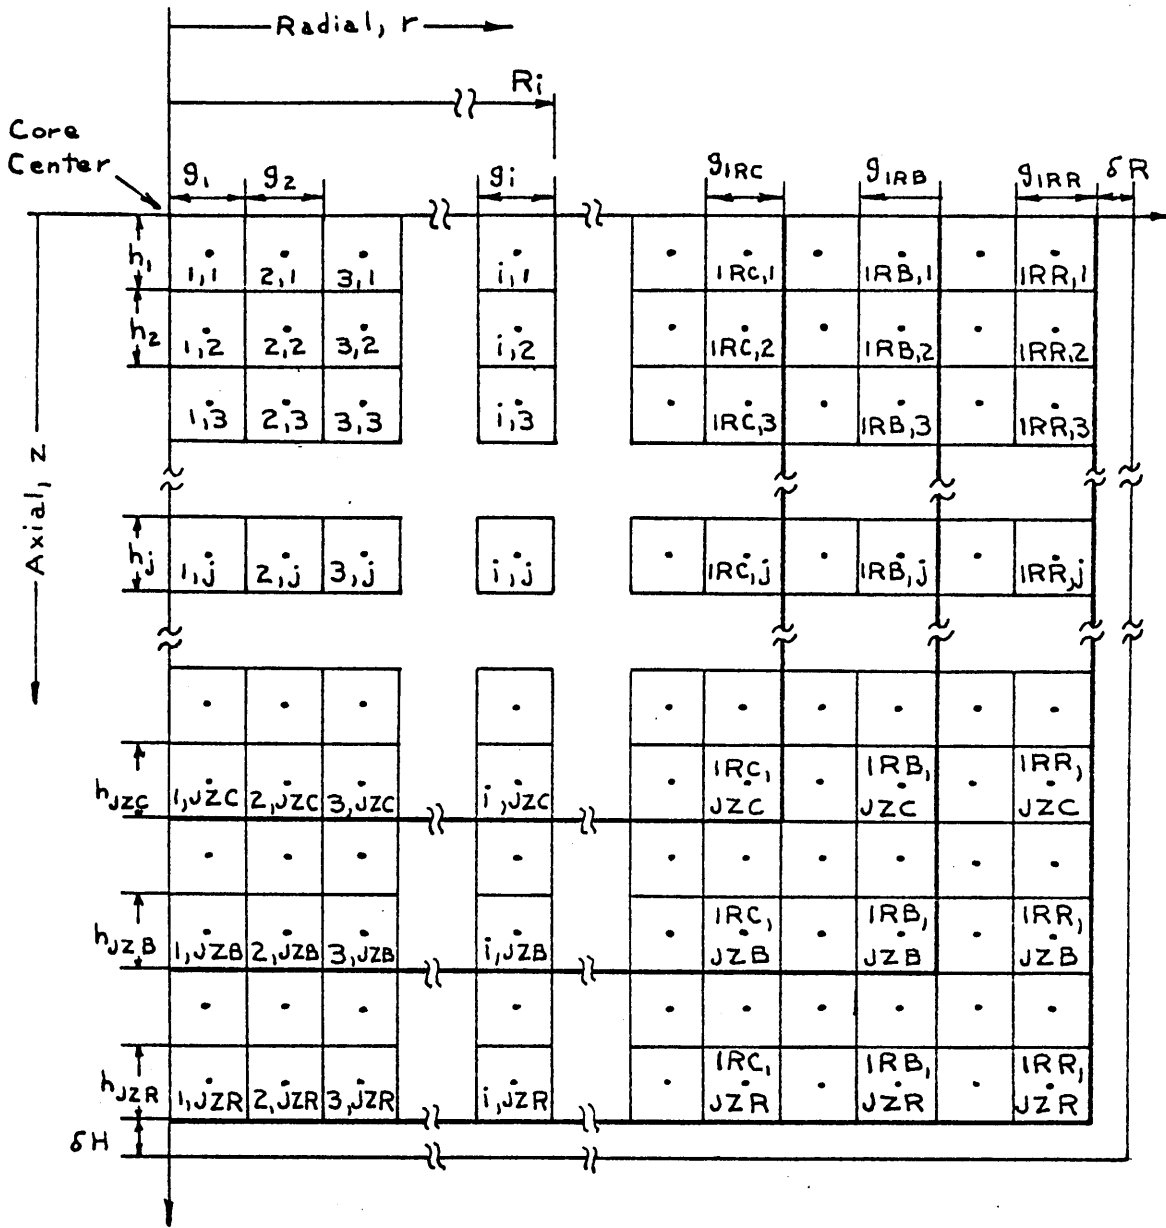 Radial, r
Ri
Core
Center
g₁ g₂ gi gIRC gIRB gIRR δR
h₁
1,1 2,1 3,1 i,1 IRC,1 IRB,1 IRR,1
h₂
1,2 2,2 3,2 i,2 IRC,2 IRB,2 IRR,2
1,3 2,3 3,3 i,3 IRC,3 IRB,3 IRR,3
Axial, z
hj
1,j 2,j 3,j i,j IRC,j IRB,j IRR,j
hJZC
1,JZC 2,JZC 3,JZC i,JZC IRC, IRB, IRR,
JZC JZC JZC
hJZB
1,JZB 2,JZB 3,JZB i,JZB IRC, IRB, IRR,
JZB JZB JZB
hJZR
1,JZR 2,JZR 3,JZR i,JZR IRC, IRB, IRR,
JZR JZR JZR
δH